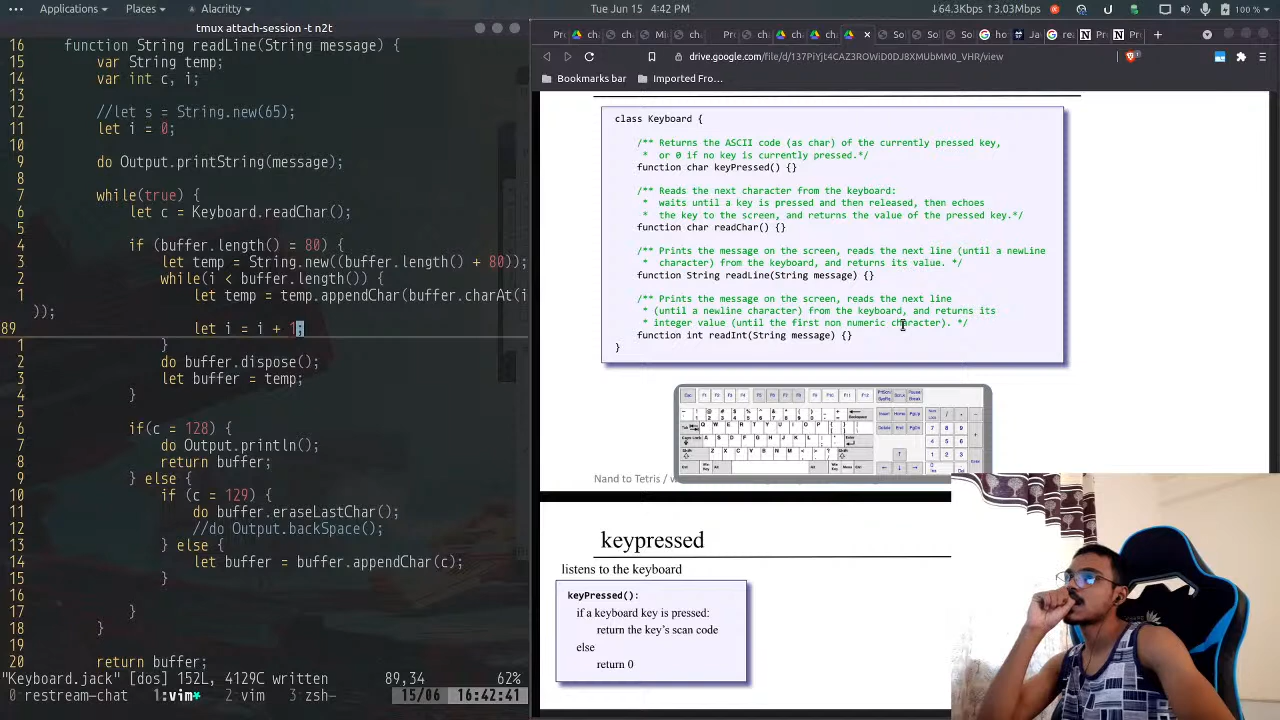 Applications
Places
Alacritty
Tue Jun 15  4:42 PM
↓64.3Kbps ↑3.03Mbps
100 %
tmux attach-session -t n2t
16    function String readLine(String message) {
15        var String temp;
14        var int c, i;
13
12        //let s = String.new(65);
11        let i = 0;
10
9        do Output.printString(message);
8
7        while(true) {
6            let c = Keyboard.readChar();
5
4            if (buffer.length() = 80) {
3                let temp = String.new((buffer.length() + 80));
2                while(i < buffer.length()) {
1                    let temp = temp.appendChar(buffer.charAt(i
));
89                    let i = i + 1;
1                }
2                do buffer.dispose();
3                let buffer = temp;
4            }
5
6            if(c = 128) {
7                do Output.println();
8                return buffer;
9            } else {
10                if (c = 129) {
11                    do buffer.eraseLastChar();
12                    //do Output.backSpace();
13                } else {
14                    let buffer = buffer.appendChar(c);
15                }
16
17            }
18        }
19
20        return buffer;
"Keyboard.jack" [dos] 152L, 4129C written    89,34    62%
0 restream-chat  1:vim*  2 vim  3 zsh-  15/06  16:42:41
drive.google.com/file/d/137PiYjt4CAZ3ROWiD0DJ8XMUbMM0_VHR/view
Bookmarks bar
Imported Fro…
class Keyboard {
/** Returns the ASCII code (as char) of the currently pressed key,
*  or 0 if no key is currently pressed.*/
function char keyPressed() {}
/** Reads the next character from the keyboard:
*  waits until a key is pressed and then released, then echoes
*  the key to the screen, and returns the value of the pressed key.*/
function char readChar() {}
/** Prints the message on the screen, reads the next line (until a newLine
*  character) from the keyboard, and returns its value. */
function String readLine(String message) {}
/** Prints the message on the screen, reads the next line
* (until a newline character) from the keyboard, and returns its
* integer value (until the first non numeric character). */
function int readInt(String message) {}
}
Nand to Tetris / w
keypressed
listens to the keyboard
keyPressed():
if a keyboard key is pressed:
return the key's scan code
else
return 0